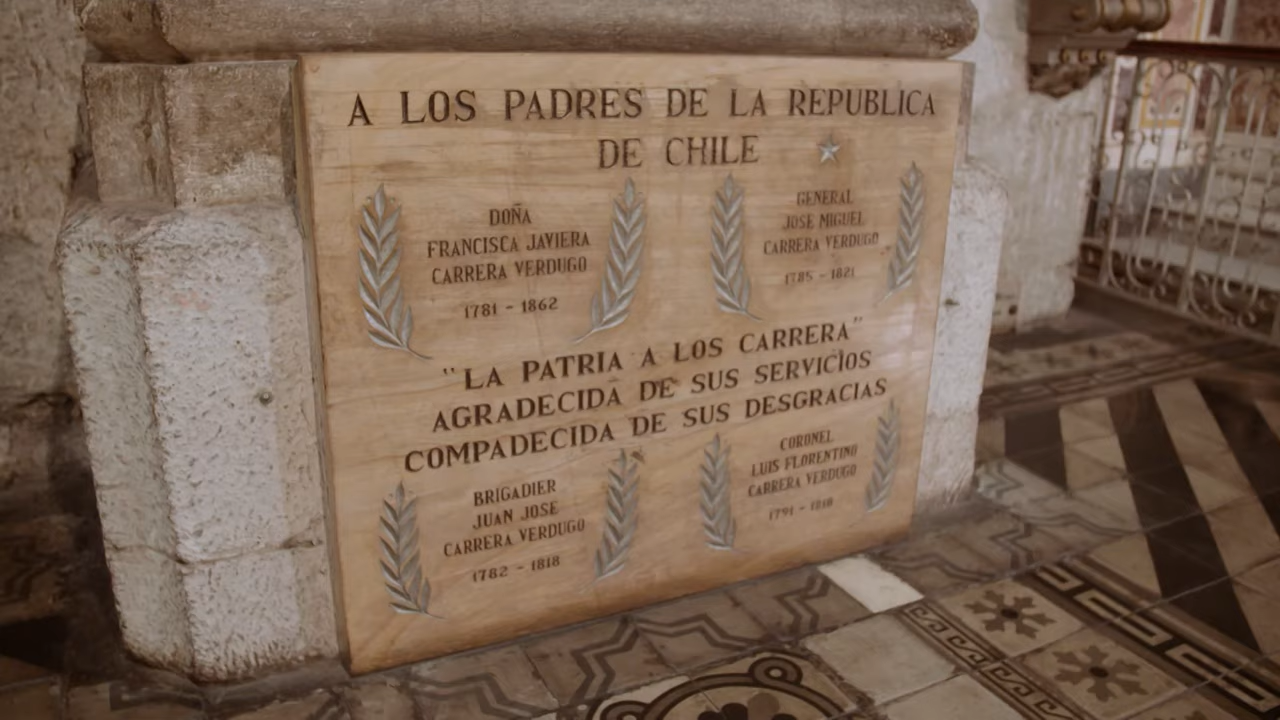 A LOS PADRES DE LA REPUBLICA
DE CHILE
DOÑA
FRANCISCA JAVIERA
CARRERA VERDUGO
1781 - 1862
GENERAL
JOSE MIGUEL
CARRERA VERDUGO
1785 - 1821
"LA PATRIA A LOS CARRERA"
AGRADECIDA DE SUS SERVICIOS
COMPADECIDA DE SUS DESGRACIAS
BRIGADIER
JUAN JOSE
CARRERA VERDUGO
1782 - 1818
CORONEL
LUIS FLORENTINO
CARRERA VERDUGO
1791 - 1818